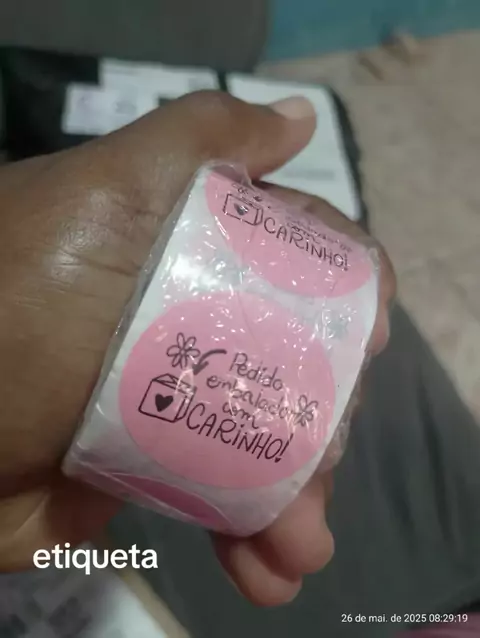 CARINHO!
Pedido
embalado
com
CARINHO!
etiqueta
26 de mai. de 2025 08:29:19